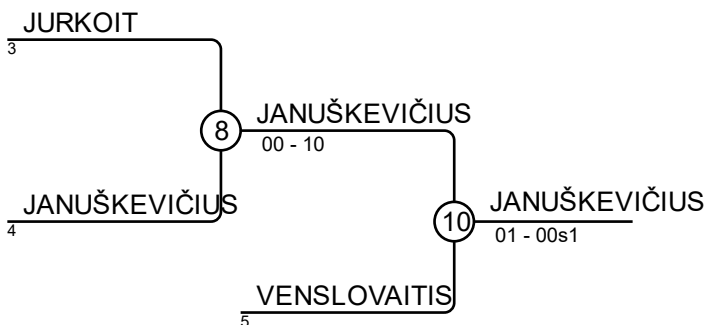 JURKOIT
3
8
JANUŠKEVIČIUS
00 - 10
JANUŠKEVIČIUS
4
10
JANUŠKEVIČIUS
01 - 00s1
VENSLOVAITIS
5